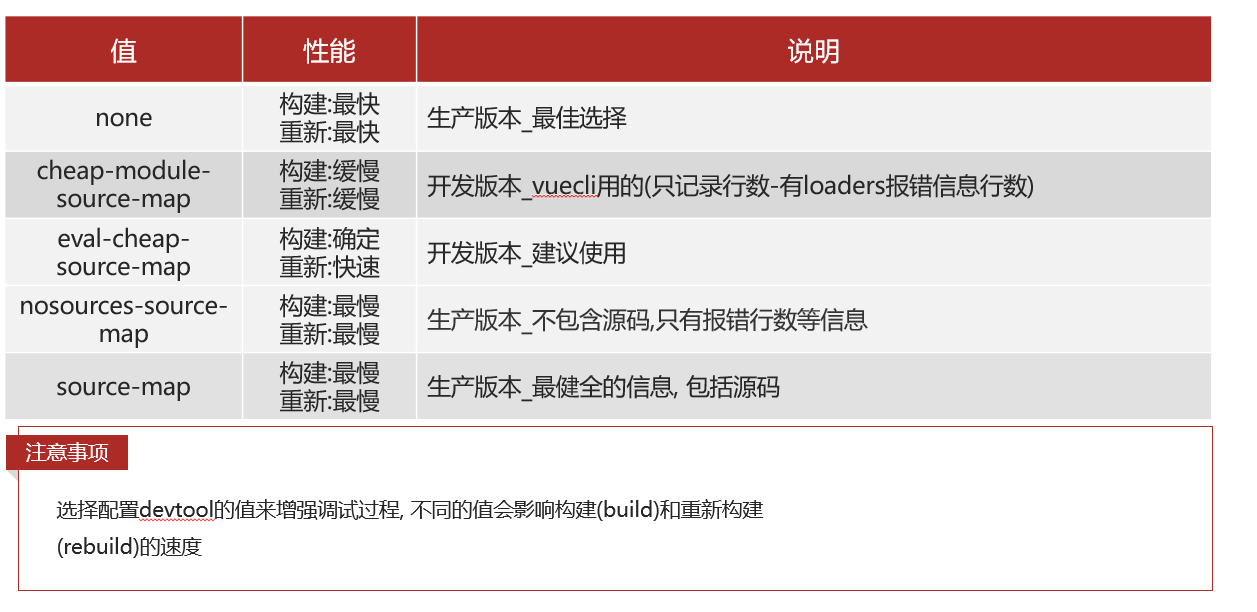 值 性能 说明
none 构建:最快 生产版本_最佳选择
重新:最快
cheap-module- 构建:缓慢 开发版本_vuecli用的(只记录行数-有loaders报错信息行数)
source-map 重新:缓慢
eval-cheap- 构建:确定 开发版本_建议使用
source-map 重新:快速
nosources-source- 构建:最慢 生产版本_不包含源码,只有报错行数等信息
map 重新:最慢
source-map 构建:最慢 生产版本_最健全的信息, 包括源码
重新:最慢
注意事项
选择配置devtool的值来增强调试过程, 不同的值会影响构建(build)和重新构建
(rebuild)的速度